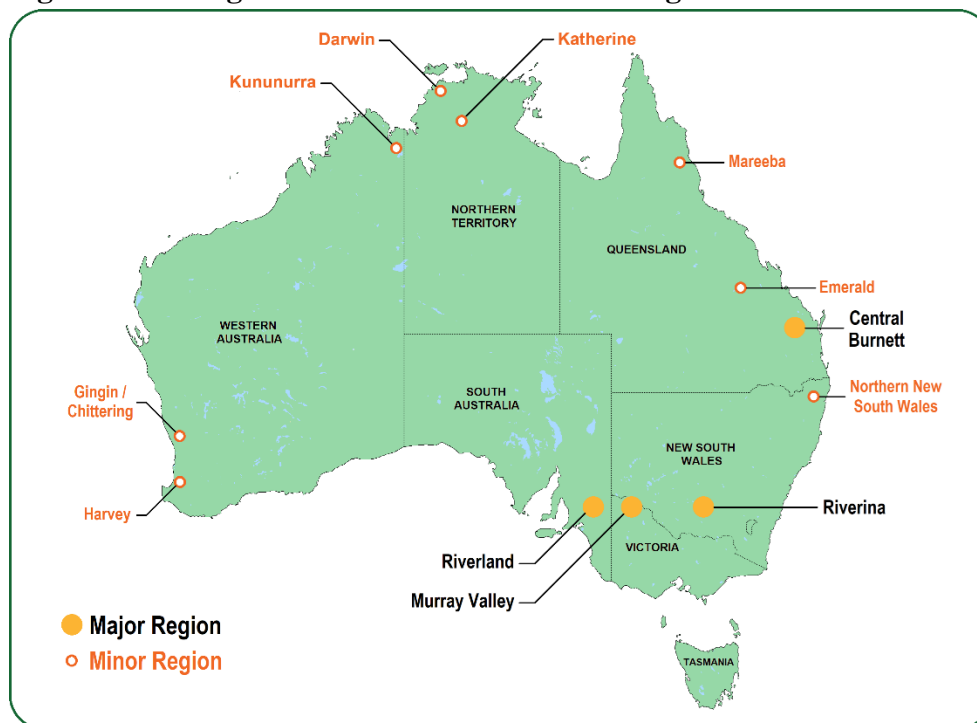 Darwin
Katherine
Kununurra
Mareeba
NORTHERN
TERRITORY
QUEENSLAND
Emerald
Central
Burnett
WESTERN
AUSTRALIA
Gingin /
Chittering
SOUTH
AUSTRALIA
Northern New
South Wales
NEW SOUTH
WALES
Harvey
Riverina
Riverland
VICTORIA
Murray Valley
Major Region
Minor Region
TASMANIA